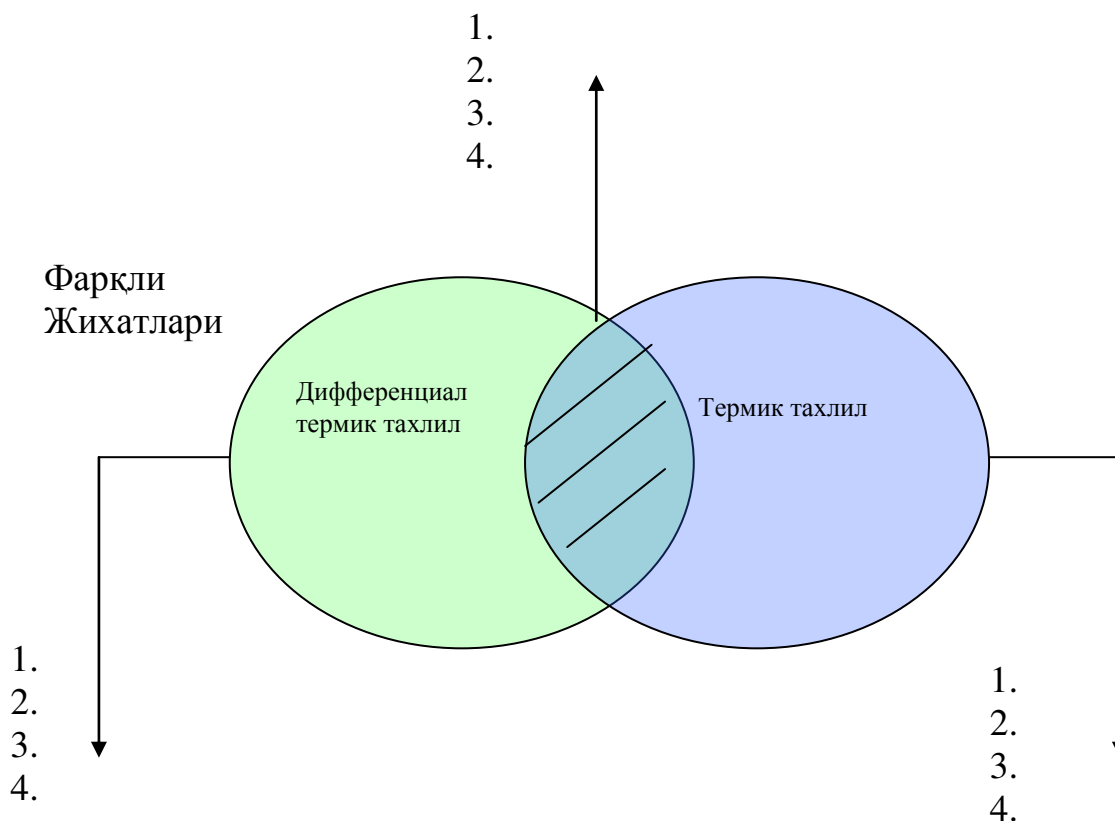 1.
2.
3.
4.
Фарқли
Жихатлари
Дифференциал
термик тахлил
Термик тахлил
1.
2.
3.
4.
1.
2.
3.
4.